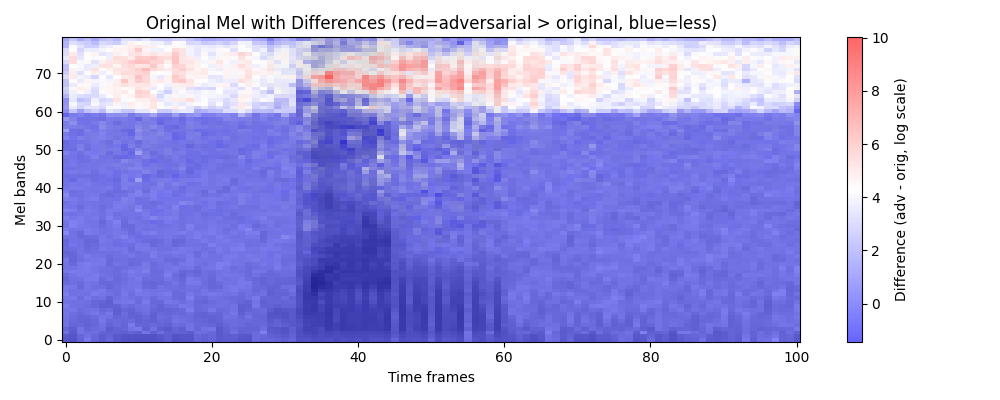 Original Mel with Differences (red=adversarial > original, blue=less)
Mel bands
70
60
50
40
30
20
10
0
0 20 40 60 80 100
Time frames
10
8
6
4
2
0
Difference (adv - orig, log scale)